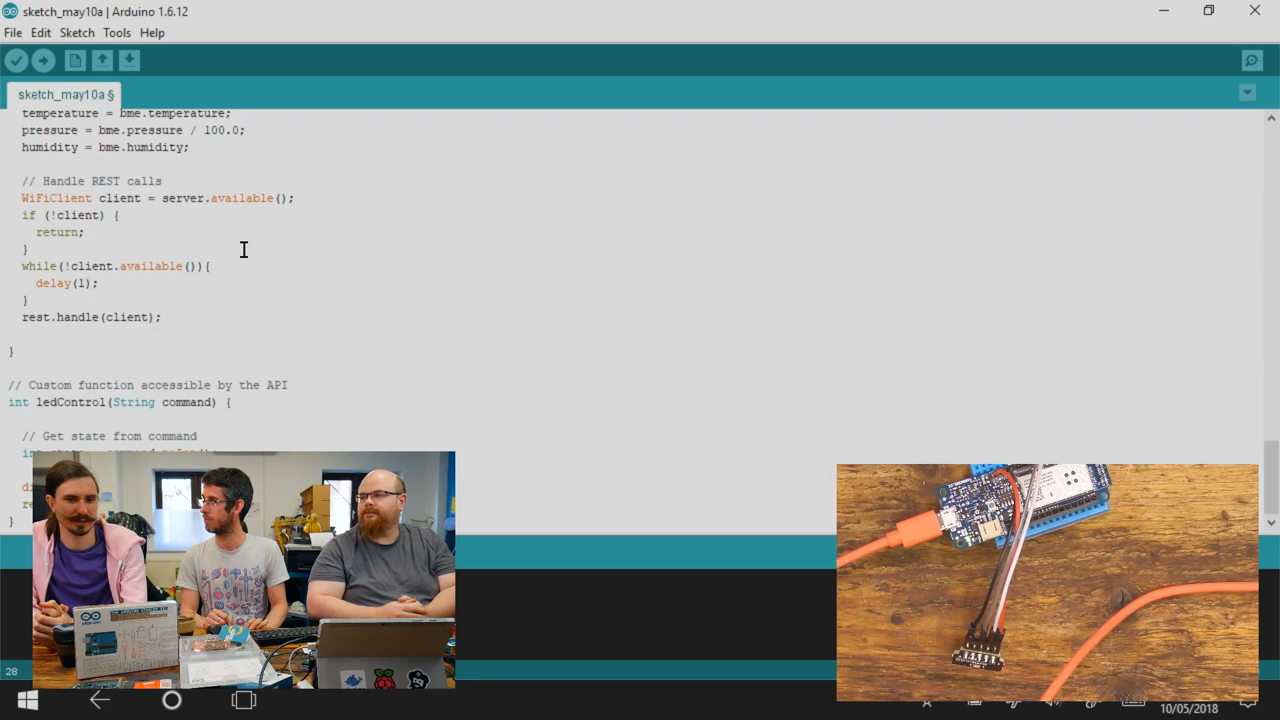 sketch_may10a | Arduino 1.6.12
File Edit Sketch Tools Help
sketch_may10a §
temperature = bme.temperature;
pressure = bme.pressure / 100.0;
humidity = bme.humidity;
// Handle REST calls
WiFiClient client = server.available();
if (!client) {
return;
}
while(!client.available()){
delay(1);
}
rest.handle(client);
}
// Custom function accessible by the API
int ledControl(String command) {
// Get state from command
}
28
10/05/2018